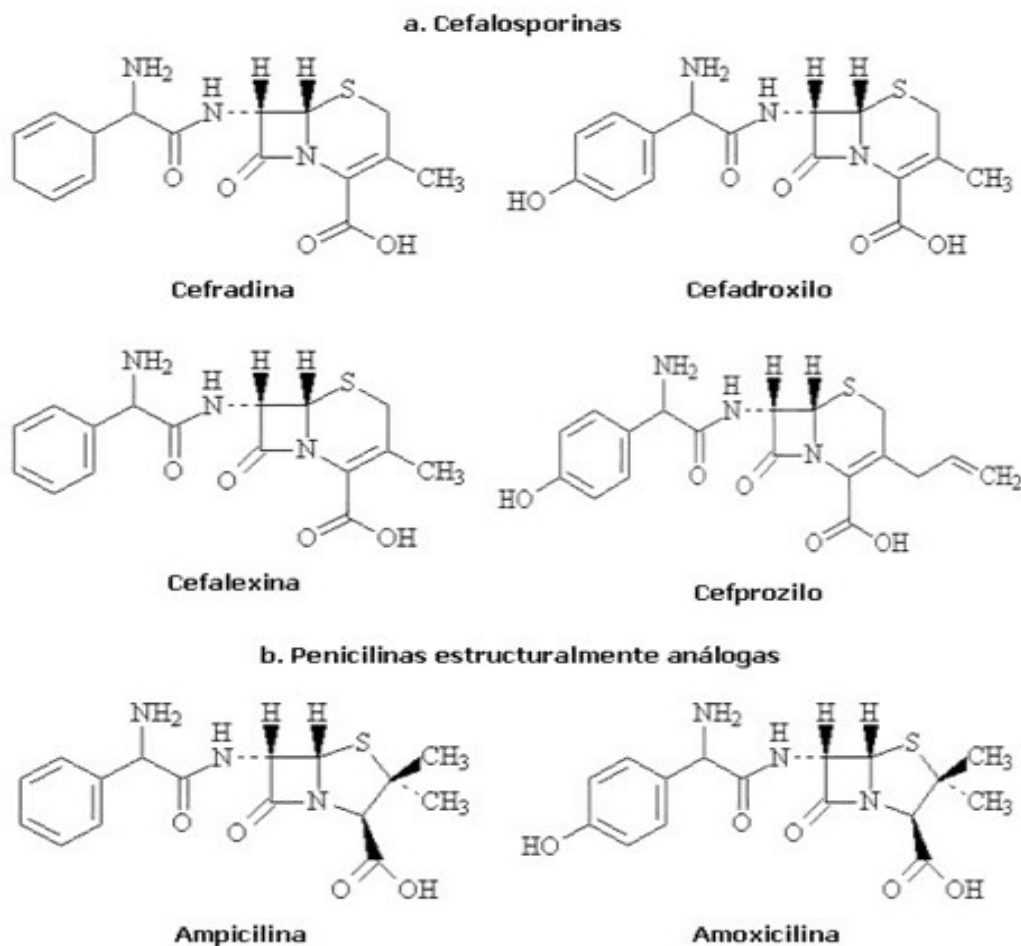 a. Cefalosporinas
NH2 H H H S N O O N CH3 O OH
NH2 H H H S N HO O O N CH3 O OH
Cefradina Cefadroxilo
NH2 H H H S N O O N CH3 O OH
NH2 H H H S N HO O O N CH2 O OH
Cefalexina Cefprozilo
b. Penicilinas estructuralmente análogas
NH2 H H H S N CH3 CH3 O O N O OH
NH2 H H H S N CH3 CH3 HO O O N O OH
Ampicilina Amoxicilina